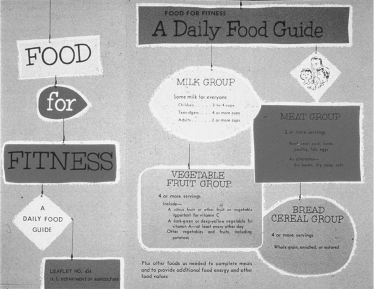 FOOD
for
FITNESS
A
DAILY FOOD
GUIDE
LEAFLET NO. 424
U. S. DEPARTMENT OF AGRICULTURE
FOOD FOR FITNESS
A Daily Food Guide
MILK GROUP
Some milk for everyone
Children 3 to 4 cups
Teen-agers 4 or more cups
Adults 2 or more cups
MEAT GROUP
2 or more servings
Beef, veal, pork, lamb,
poultry, fish, eggs
As alternates—
dry beans, dry peas, nuts
VEGETABLE
FRUIT GROUP
4 or more servings
Include—
A citrus fruit or other fruit or vegetable
important for vitamin C
A dark-green or deep-yellow vegetable for
vitamin A—at least every other day
Other vegetables and fruits, including
potatoes
BREAD
CEREAL GROUP
4 or more servings
Whole grain, enriched, or restored
Plus other foods as needed to complete meals
and to provide additional food energy and other
food values